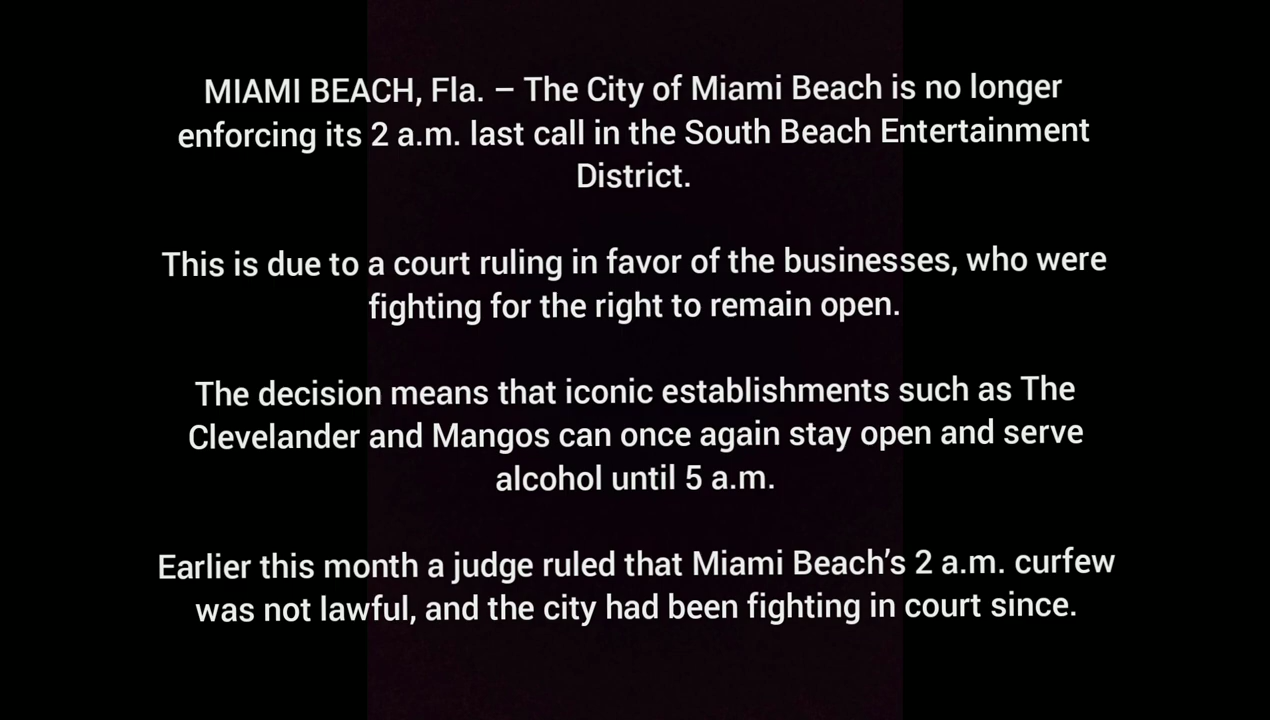 MIAMI BEACH, Fla. – The City of Miami Beach is no longer
enforcing its 2 a.m. last call in the South Beach Entertainment
District.
This is due to a court ruling in favor of the businesses, who were
fighting for the right to remain open.
The decision means that iconic establishments such as The
Clevelander and Mangos can once again stay open and serve
alcohol until 5 a.m.
Earlier this month a judge ruled that Miami Beach’s 2 a.m. curfew
was not lawful, and the city had been fighting in court since.